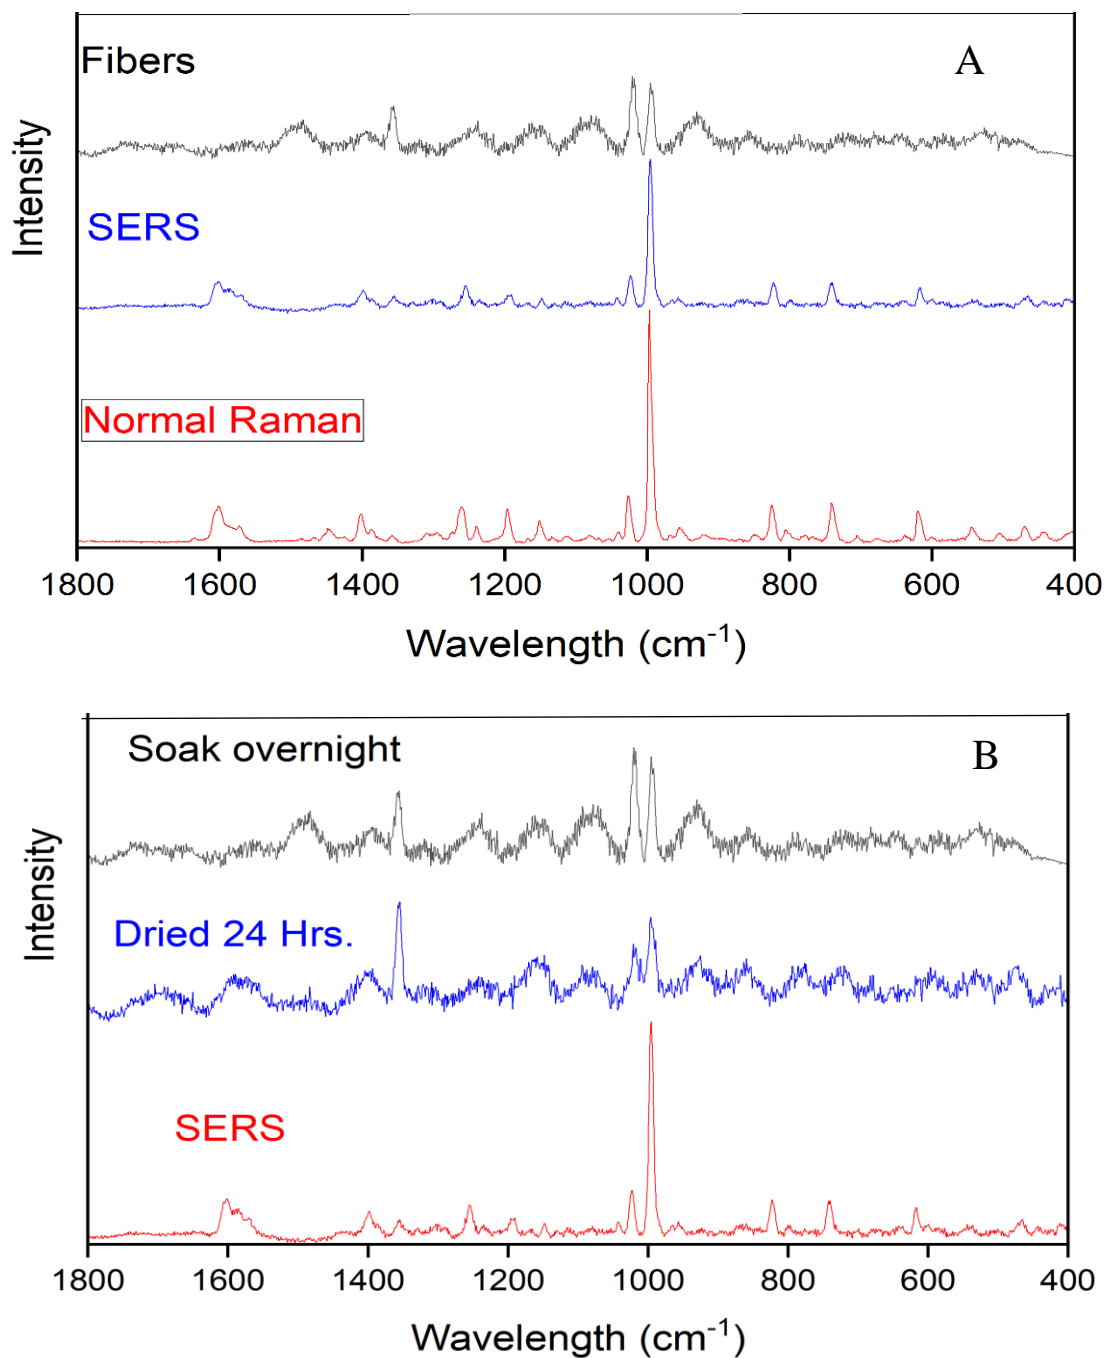 Fibers
A
SERS
Normal Raman
Intensity
1800 1600 1400 1200 1000 800 600 400
Wavelength (cm⁻¹)
Soak overnight
B
Dried 24 Hrs.
SERS
Intensity
1800 1600 1400 1200 1000 800 600 400
Wavelength (cm⁻¹)